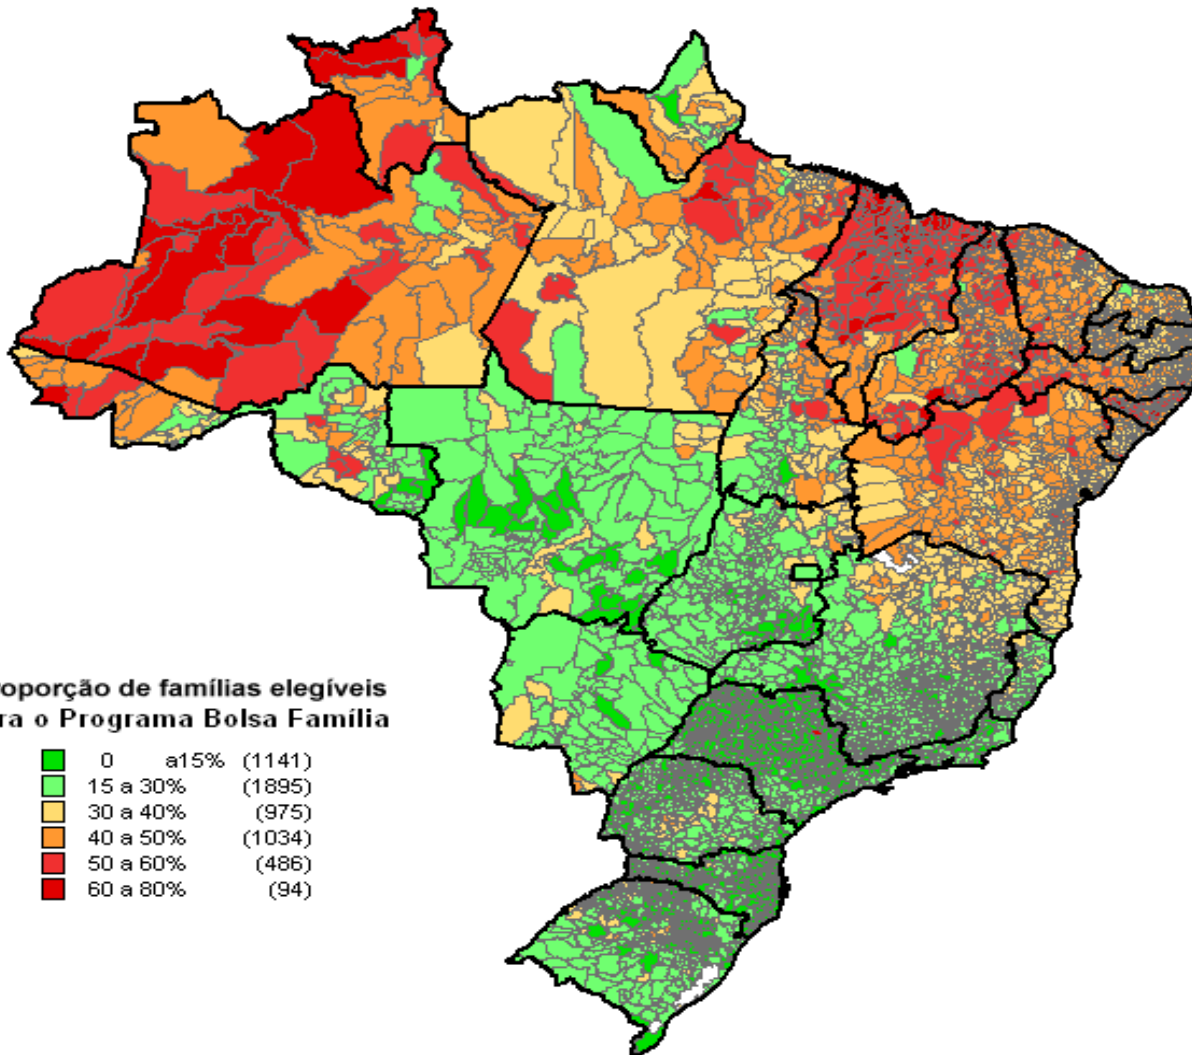 oporção de famílias elegíveis
ra o Programa Bolsa Família
0 a15% (1141)
15 a 30% (1895)
30 a 40% (975)
40 a 50% (1034)
50 a 60% (486)
60 a 80% (94)